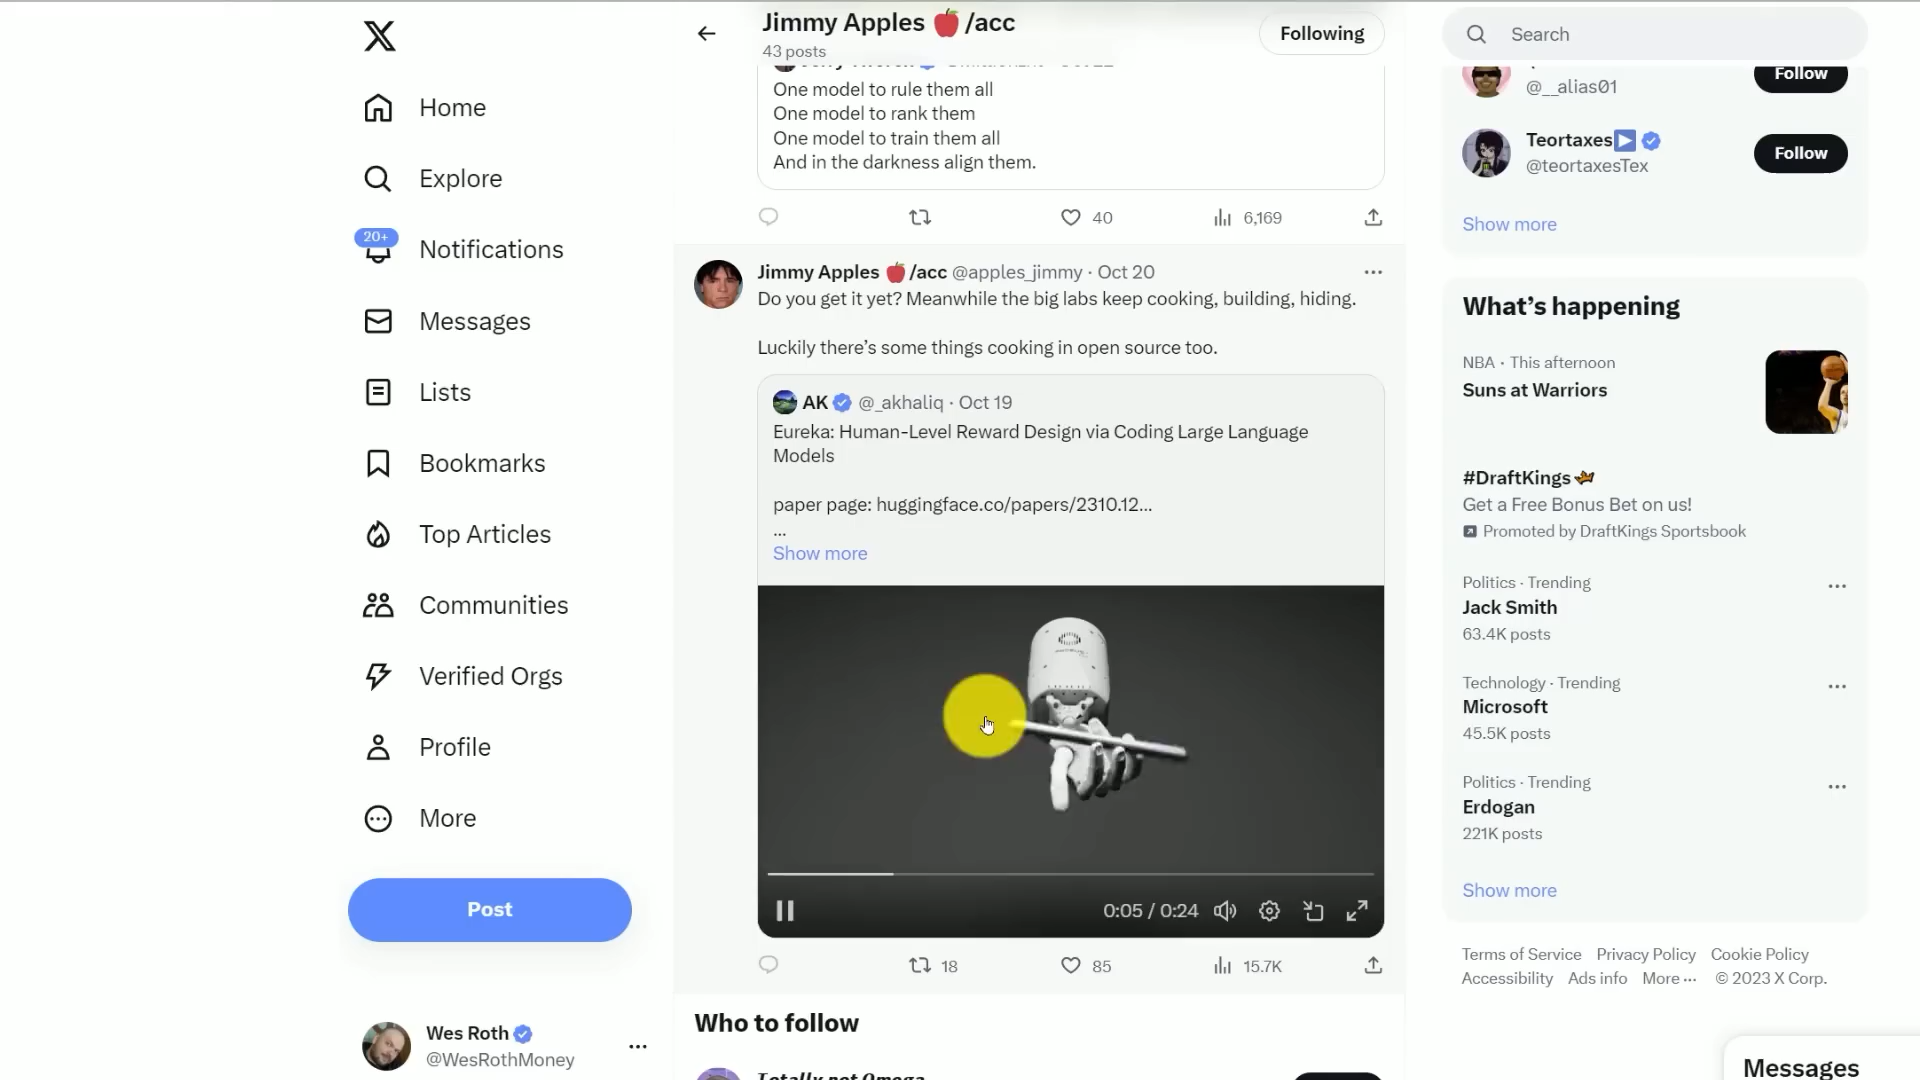 Home
Explore
20+
Notifications
Messages
Lists
Bookmarks
Top Articles
Communities
Verified Orgs
Profile
More
Post
Wes Roth
@WesRothMoney
Jimmy Apples 🍎/acc
43 posts
Following
One model to rule them all
One model to rank them
One model to train them all
And in the darkness align them.
40
6,169
Jimmy Apples 🍎/acc @apples_jimmy · Oct 20
Do you get it yet? Meanwhile the big labs keep cooking, building, hiding.
Luckily there's some things cooking in open source too.
AK @_akhaliq · Oct 19
Eureka: Human-Level Reward Design via Coding Large Language
Models
paper page: huggingface.co/papers/2310.12...
...
Show more
0:05 / 0:24
18
85
15.7K
Who to follow
Totally not Omega
Search
@__alias01
Follow
Teortaxes▶
@teortaxesTex
Follow
Show more
What's happening
NBA · This afternoon
Suns at Warriors
#DraftKings
Get a Free Bonus Bet on us!
Promoted by DraftKings Sportsbook
Politics · Trending
Jack Smith
63.4K posts
Technology · Trending
Microsoft
45.5K posts
Politics · Trending
Erdogan
221K posts
Show more
Terms of Service Privacy Policy Cookie Policy
Accessibility Ads info More ··· © 2023 X Corp.
Messages